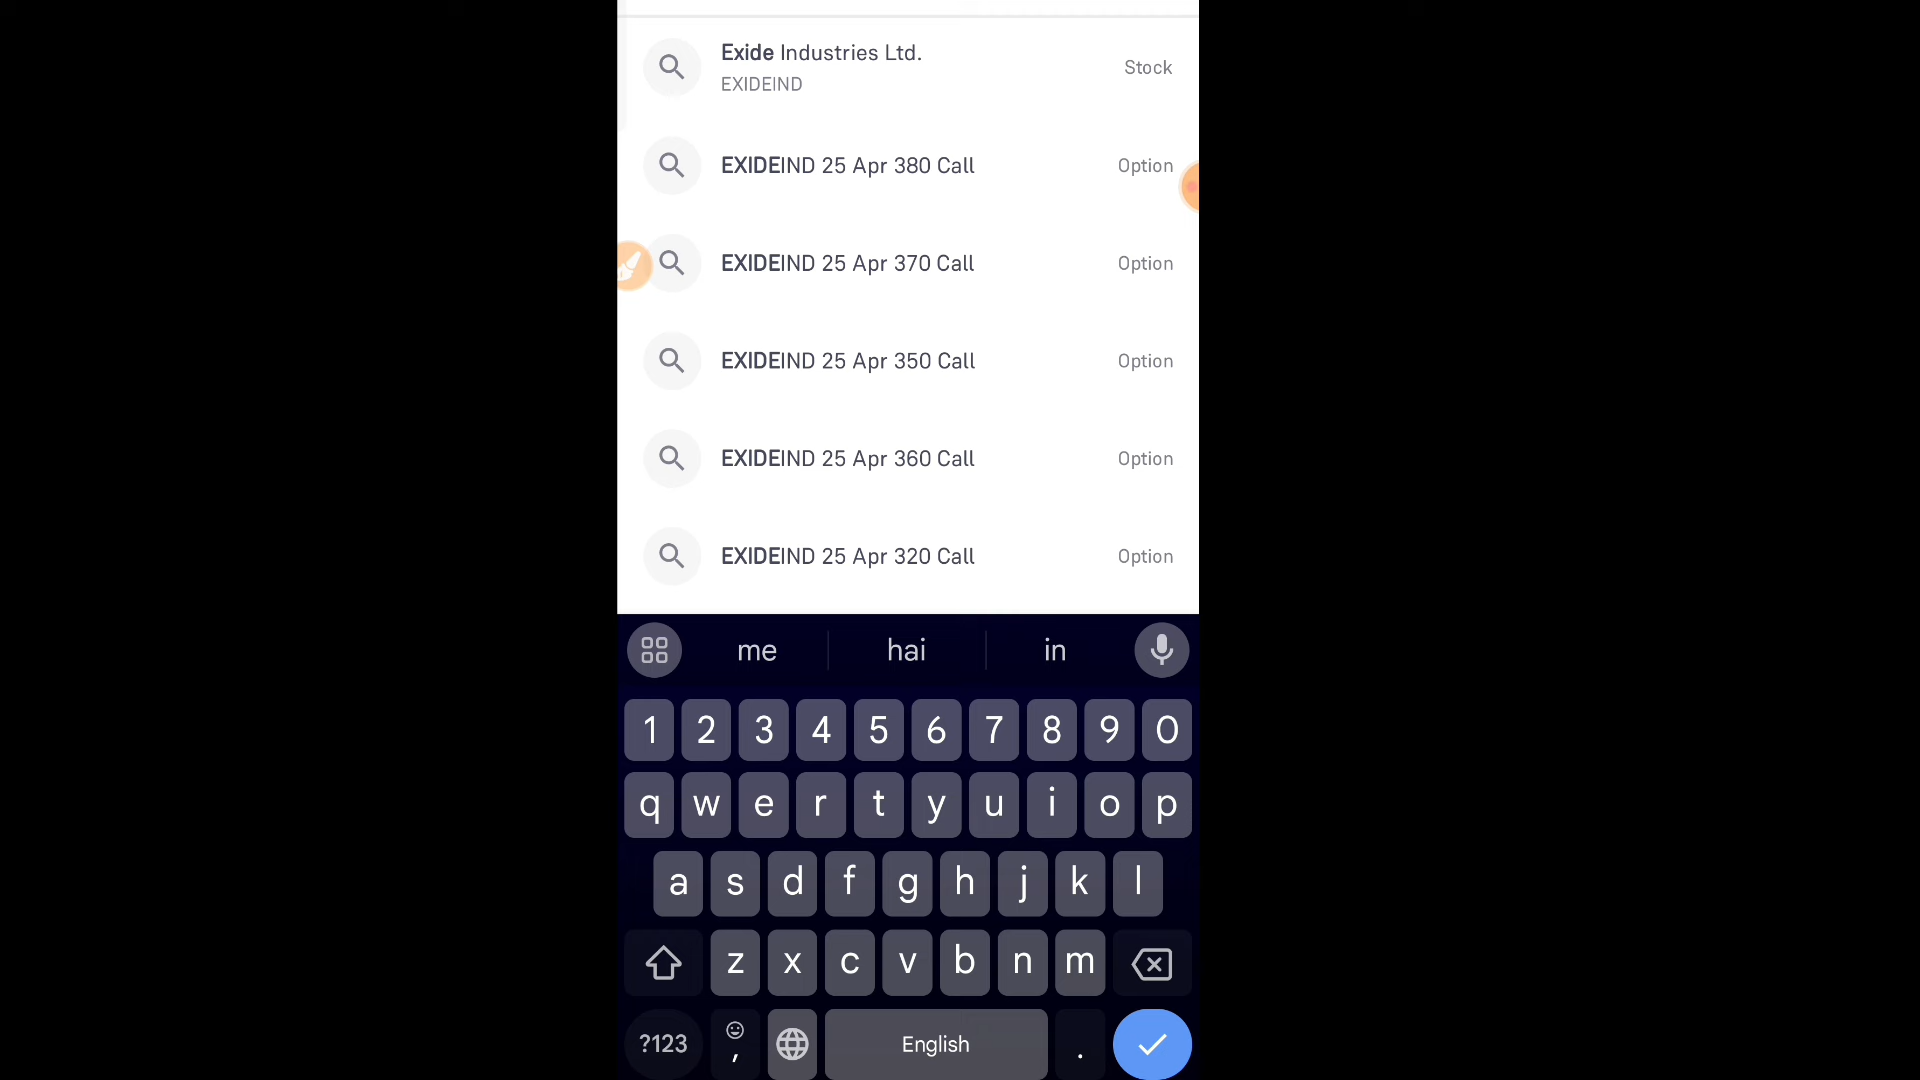 Exide Industries Ltd.
EXIDEIND
Stock
EXIDEIND 25 Apr 380 Call Option
EXIDEIND 25 Apr 370 Call Option
EXIDEIND 25 Apr 350 Call Option
EXIDEIND 25 Apr 360 Call Option
EXIDEIND 25 Apr 320 Call Option
me hai in
1 2 3 4 5 6 7 8 9 0
q w e r t y u i o p
a s d f g h j k l
z x c v b n m
?123 , English .